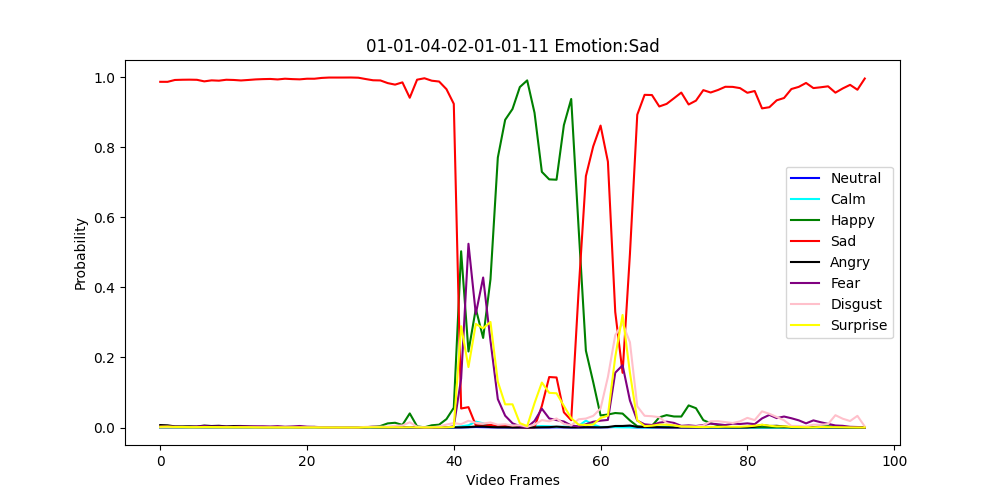 01-01-04-02-01-01-11 Emotion:Sad
Probability
1.0
0.8
0.6
0.4
0.2
0.0
0
20
40
60
80
100
Video Frames
Neutral
Calm
Happy
Sad
Angry
Fear
Disgust
Surprise